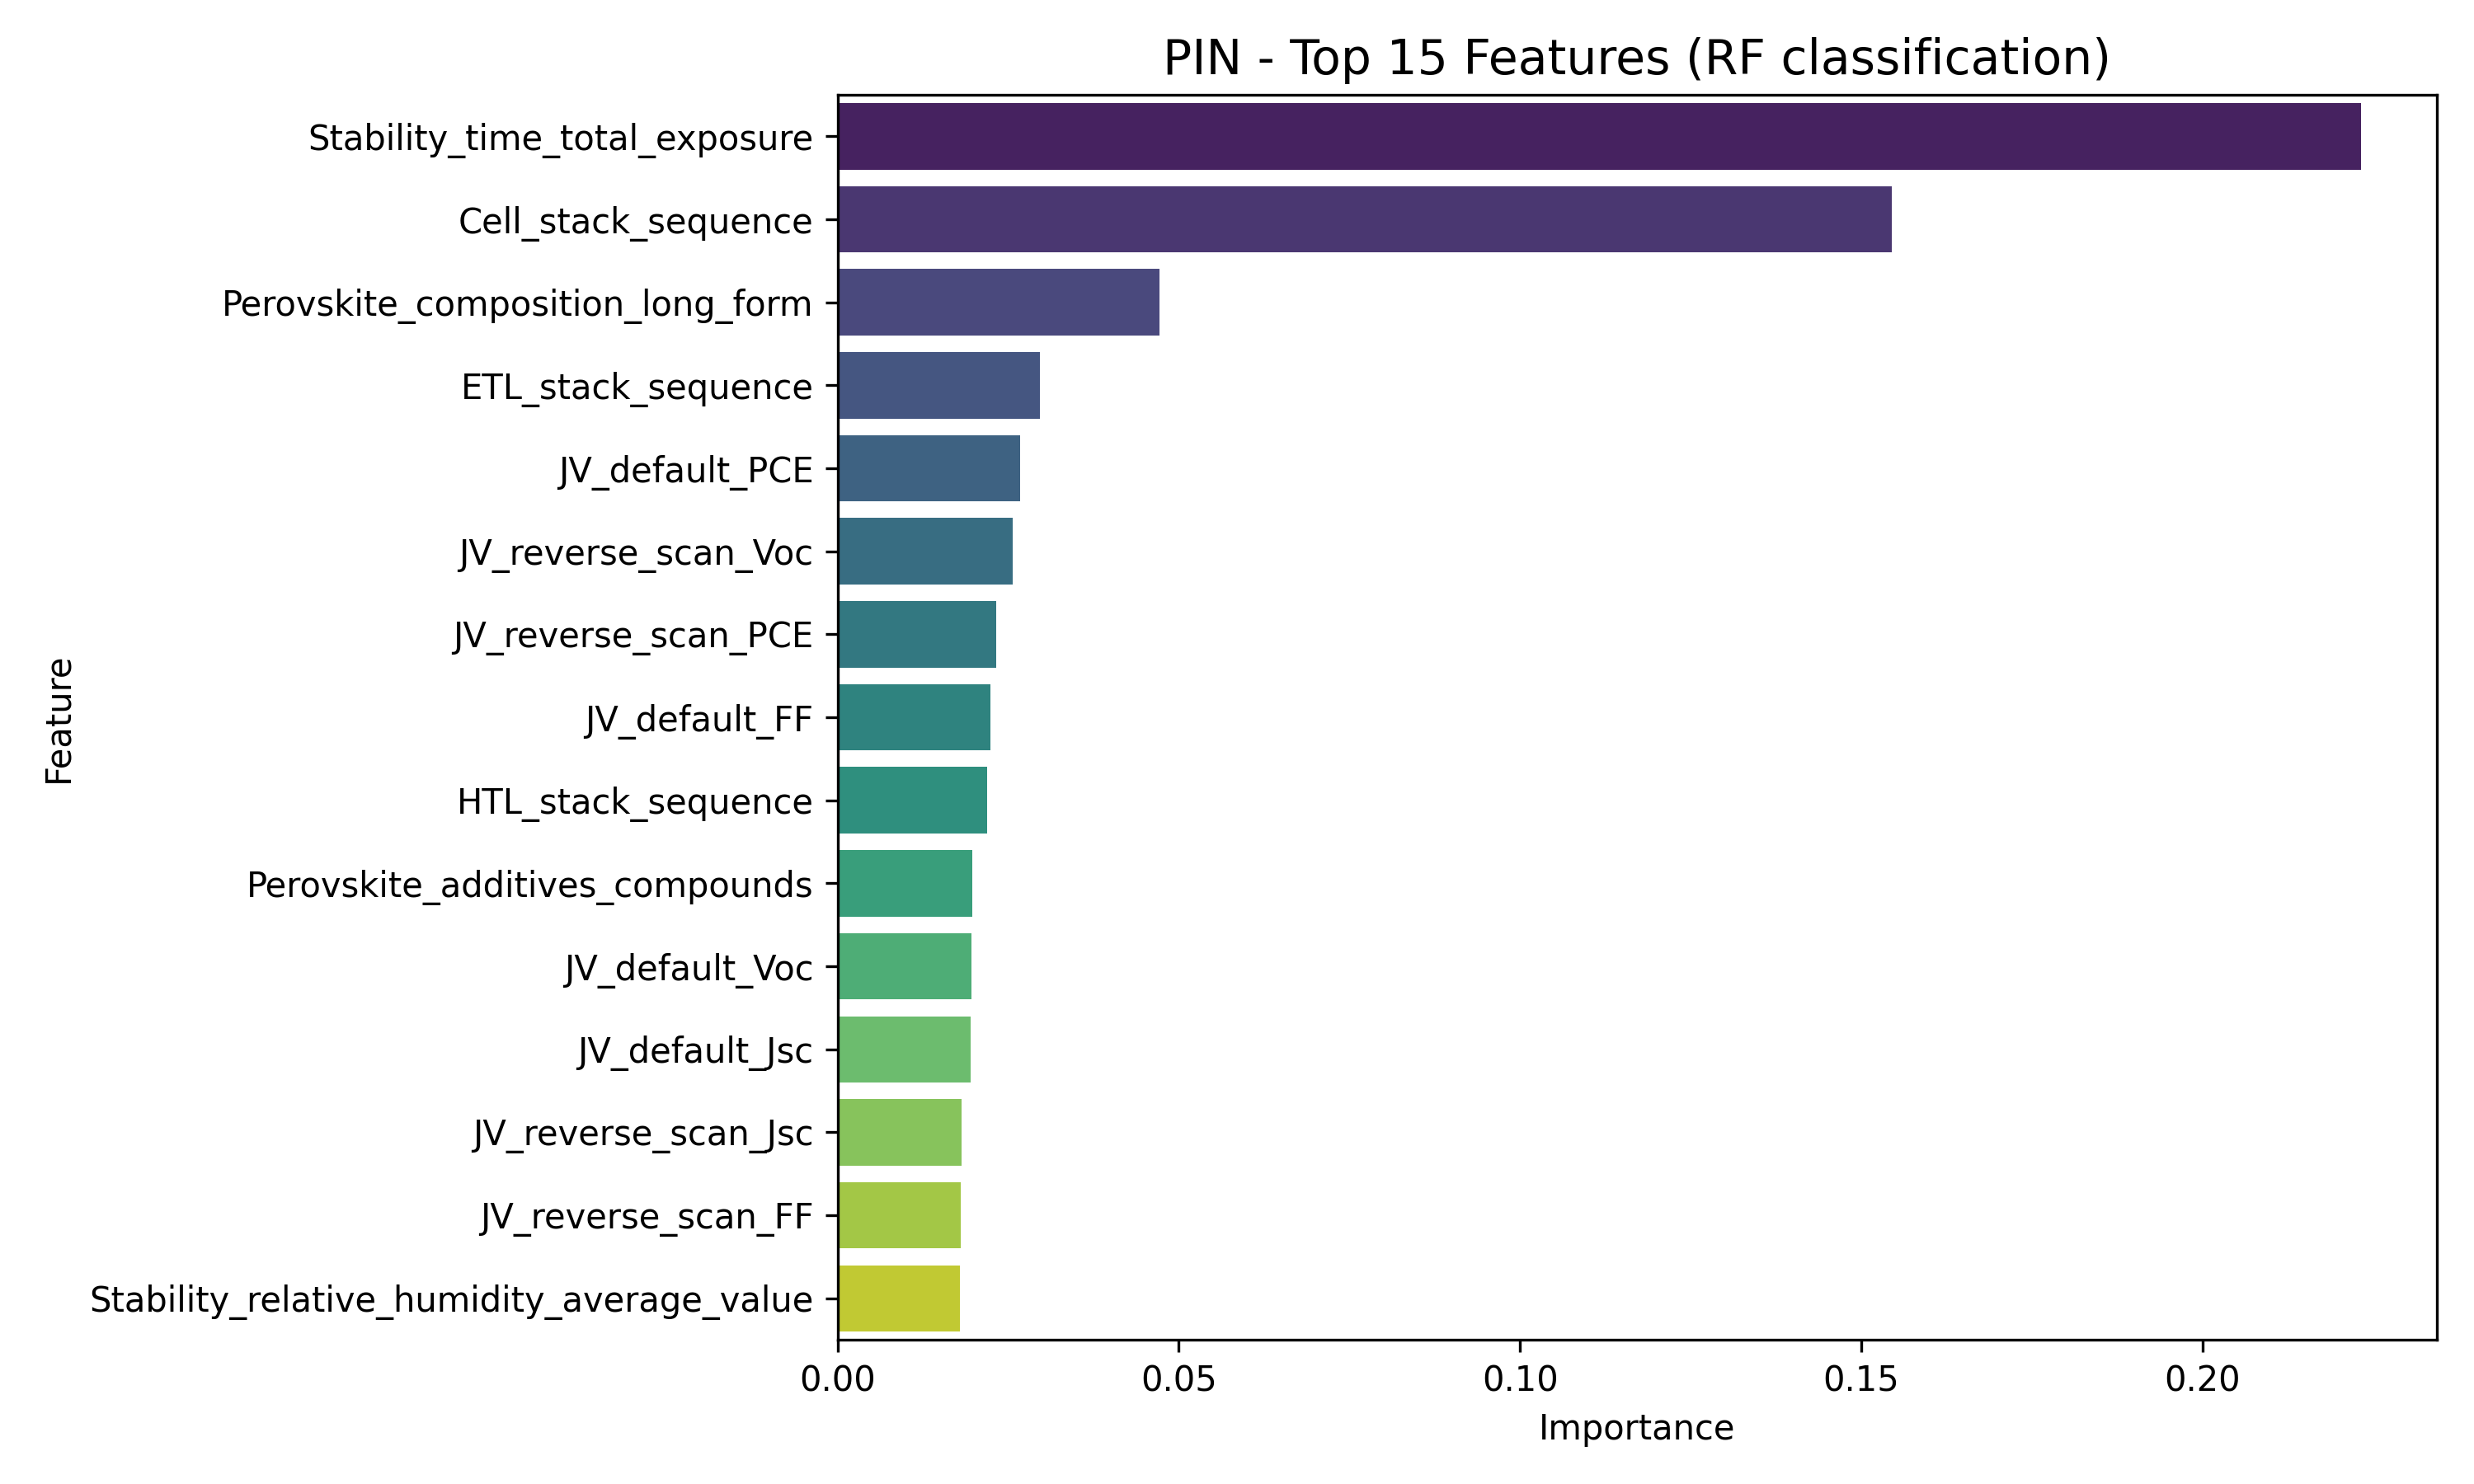 PIN - Top 15 Features (RF classification)
Stability_time_total_exposure
Cell_stack_sequence
Perovskite_composition_long_form
ETL_stack_sequence
JV_default_PCE
JV_reverse_scan_Voc
JV_reverse_scan_PCE
JV_default_FF
HTL_stack_sequence
Perovskite_additives_compounds
JV_default_Voc
JV_default_Jsc
JV_reverse_scan_Jsc
JV_reverse_scan_FF
Stability_relative_humidity_average_value
Feature
0.00 0.05 0.10 0.15 0.20
Importance